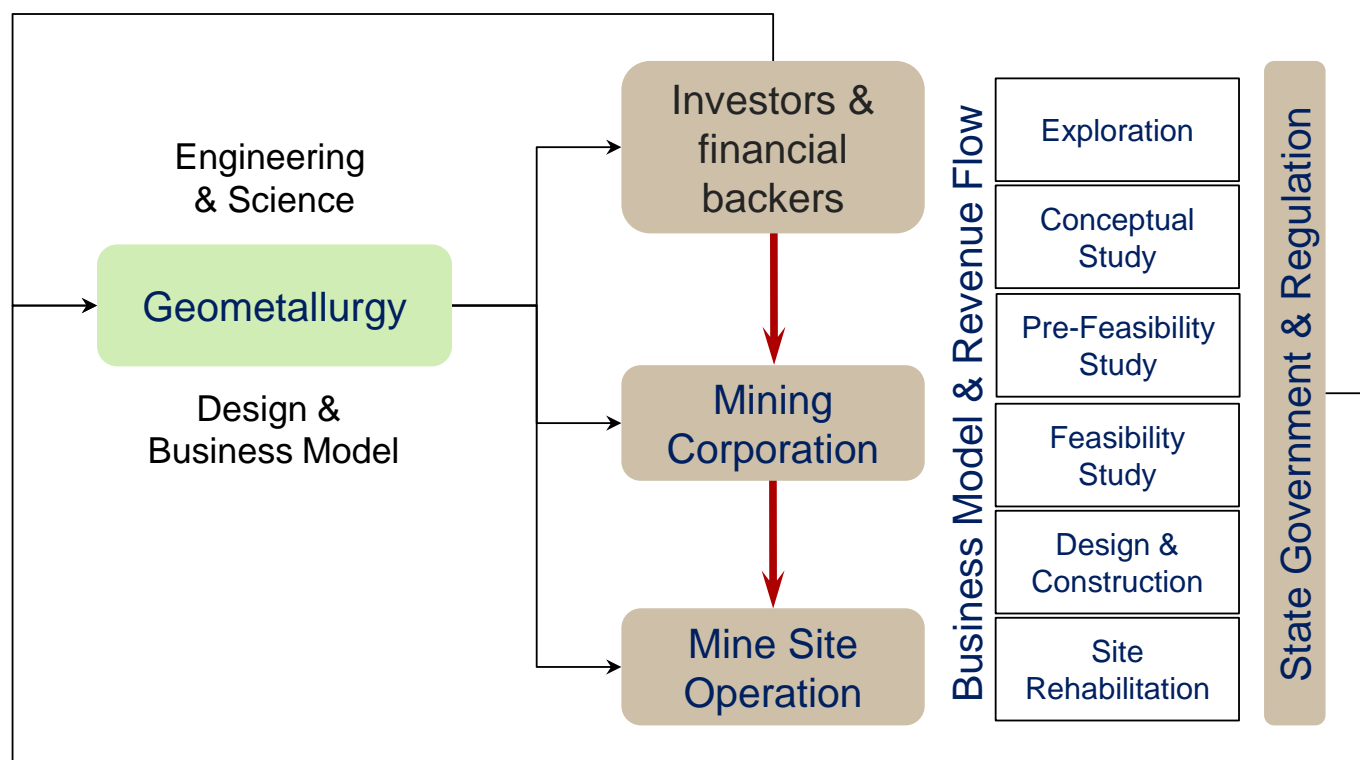 Engineering
& Science
Geometallurgy
Design &
Business Model
Investors &
financial
backers
Mining
Corporation
Mine Site
Operation
Business Model & Revenue Flow
Exploration
Conceptual
Study
Pre-Feasibility
Study
Feasibility
Study
Design &
Construction
Site
Rehabilitation
State Government & Regulation